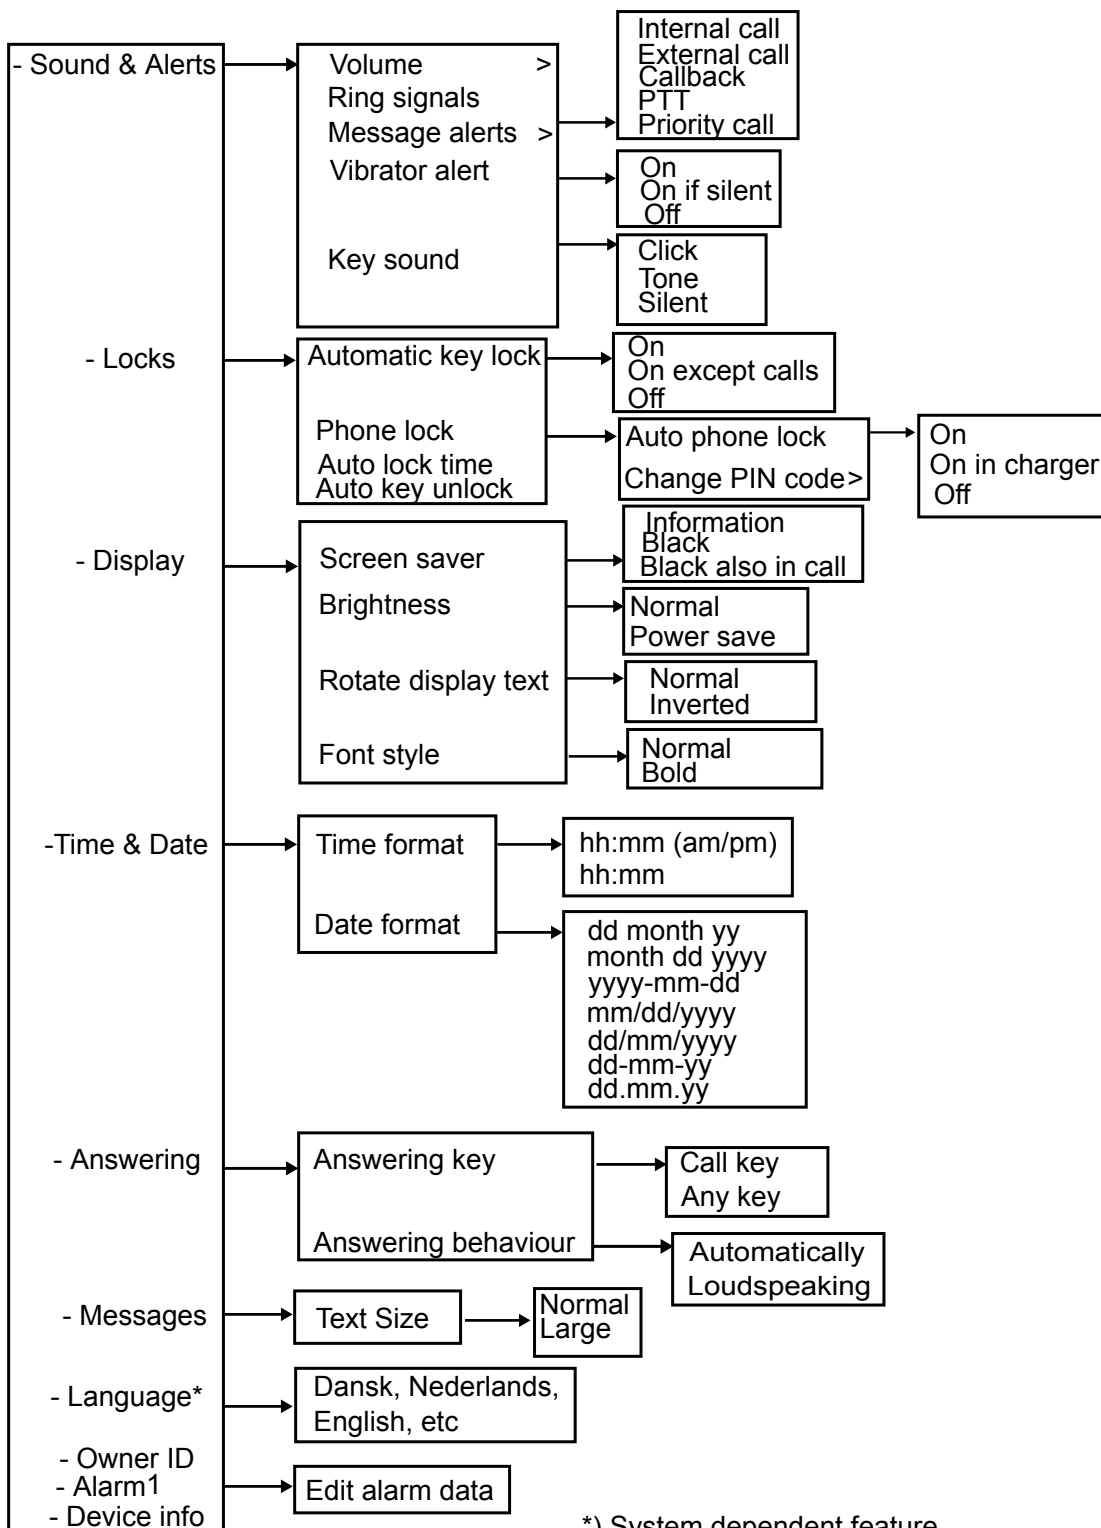 - Sound & Alerts
Volume >
Ring signals
Message alerts >
Vibrator alert
Key sound
Internal call
External call
Callback
PTT
Priority call
On
On if silent
Off
Click
Tone
Silent
- Locks
Automatic key lock
Phone lock
Auto lock time
Auto key unlock
On
On except calls
Off
Auto phone lock
Change PIN code>
On
On in charger
Off
- Display
Screen saver
Brightness
Rotate display text
Font style
Information
Black
Black also in call
Normal
Power save
Normal
Inverted
Normal
Bold
-Time & Date
Time format
Date format
hh:mm (am/pm)
hh:mm
dd month yy
month dd yyyy
yyyy-mm-dd
mm/dd/yyyy
dd/mm/yyyy
dd-mm-yy
dd.mm.yy
- Answering
Answering key
Answering behaviour
Call key
Any key
Automatically
Loudspeaking
- Messages
Text Size
Normal
Large
- Language*
Dansk, Nederlands,
English, etc
- Owner ID
- Alarm1
Edit alarm data
- Device info
*) System dependent feature